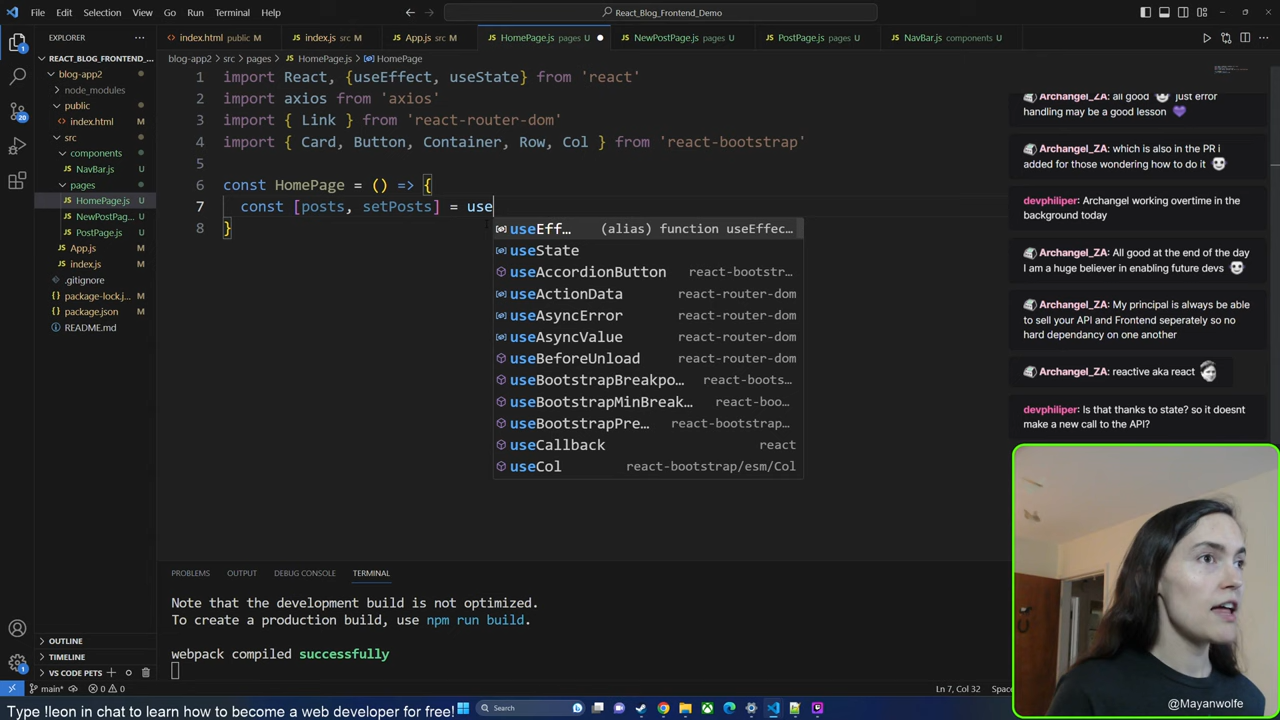 File Edit Selection View Go Run Terminal Help
React_Blog_Frontend_Demo
EXPLORER
index.html public M
index.js src M
App.js src M
HomePage.js pages U
NewPostPage.js pages U
PostPage.js pages U
NavBar.js components U
REACT_BLOG_FRONTEND_...
blog-app2
node_modules
public
index.html M
src
components
NavBar.js U
pages
HomePage.js U
NewPostPag... U
PostPage.js U
App.js M
index.js M
.gitignore
package-lock.j... M
package.json M
README.md
OUTLINE
TIMELINE
VS CODE PETS
blog-app2 > src > pages > HomePage.js > HomePage
1 import React, {useEffect, useState} from 'react'
2 import axios from 'axios'
3 import { Link } from 'react-router-dom'
4 import { Card, Button, Container, Row, Col } from 'react-bootstrap'
5
6 const HomePage = () => {
7 const [posts, setPosts] = use
8 }
useEff... (alias) function useEffec...
useState
useAccordionButton react-bootstr...
useActionData react-router-dom
useAsyncError react-router-dom
useAsyncValue react-router-dom
useBeforeUnload react-router-dom
useBootstrapBreakpo... react-boots...
useBootstrapMinBreak... react-boo...
useBootstrapPre... react-bootstrap...
useCallback react
useCol react-bootstrap/esm/Col
PROBLEMS OUTPUT DEBUG CONSOLE TERMINAL
Note that the development build is not optimized.
To create a production build, use npm run build.
webpack compiled successfully
Archangel_ZA: all good just error
handling may be a good lesson
Archangel_ZA: which is also in the PR i
added for those wondering how to do it
devphiliper: Archangel working overtime in the
background today
Archangel_ZA: All good at the end of the day
I am a huge believer in enabling future devs
Archangel_ZA: My principal is always be able
to sell your API and Frontend seperately so no
hard dependancy on one another
Archangel_ZA: reactive aka react
devphiliper: Is that thanks to state? so it doesnt
make a new call to the API?
main* 0 0
Ln 7, Col 32
Type !leon in chat to learn how to become a web developer for free!
Search
@Mayanwolfe